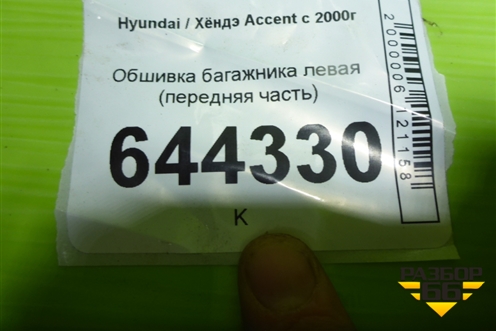 Hyundai / Хёндэ Accent с 2000г
Обшивка багажника левая
(передняя часть)
644330
К
2000006121158
РАЗБОР
66